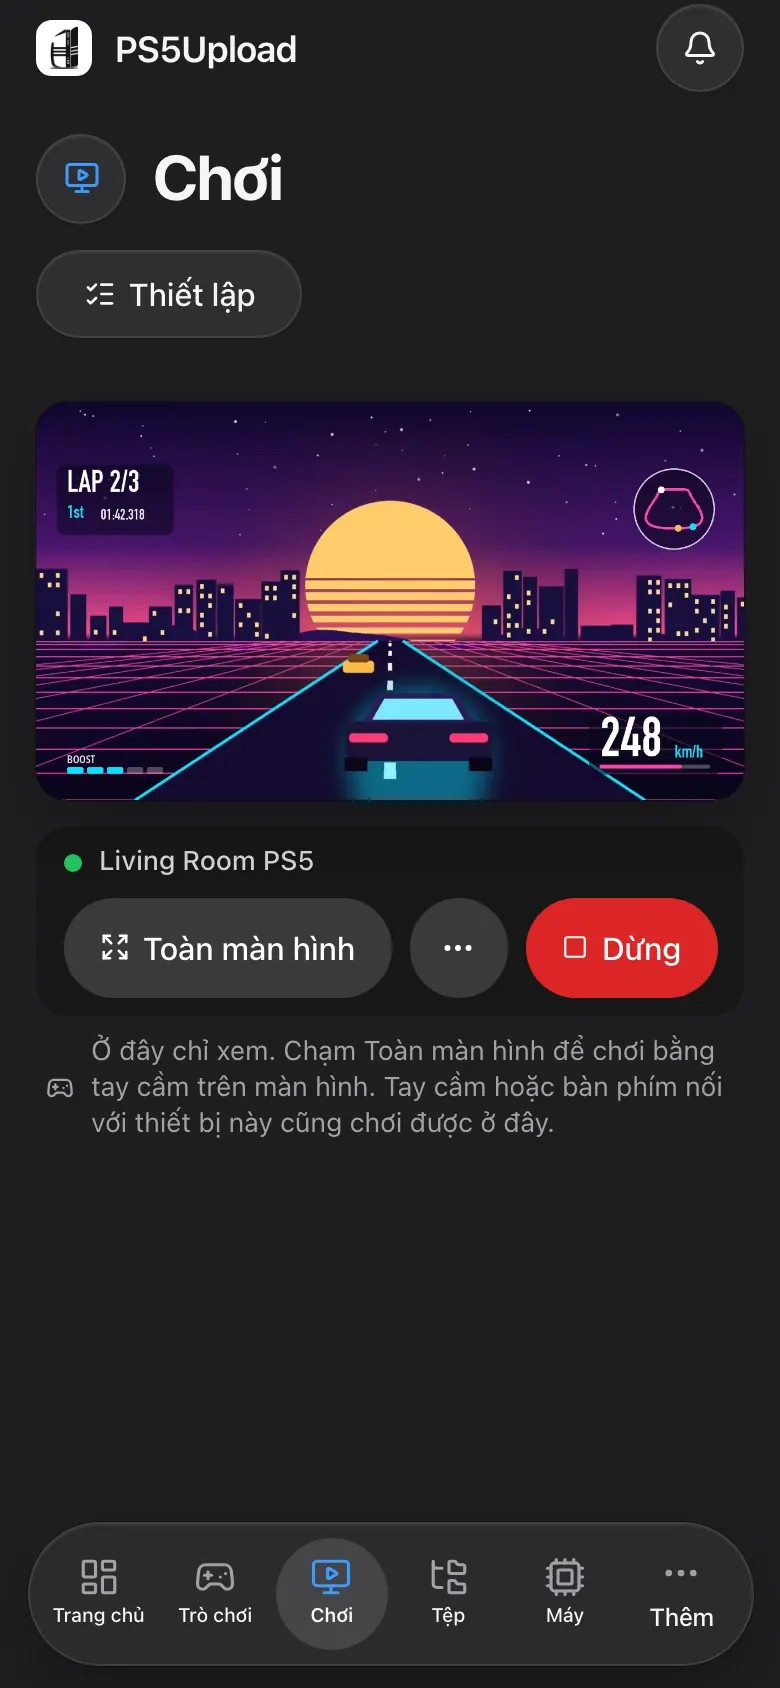 PS5Upload
Chơi
Thiết lập
LAP 2/3
1st 01:42.318
248 km/h
BOOST
Living Room PS5
Toàn màn hình
Dừng
Ở đây chỉ xem. Chạm Toàn màn hình để chơi bằng
tay cầm trên màn hình. Tay cầm hoặc bàn phím nối
với thiết bị này cũng chơi được ở đây.
Trang chủ
Trò chơi
Chơi
Tệp
Máy
Thêm